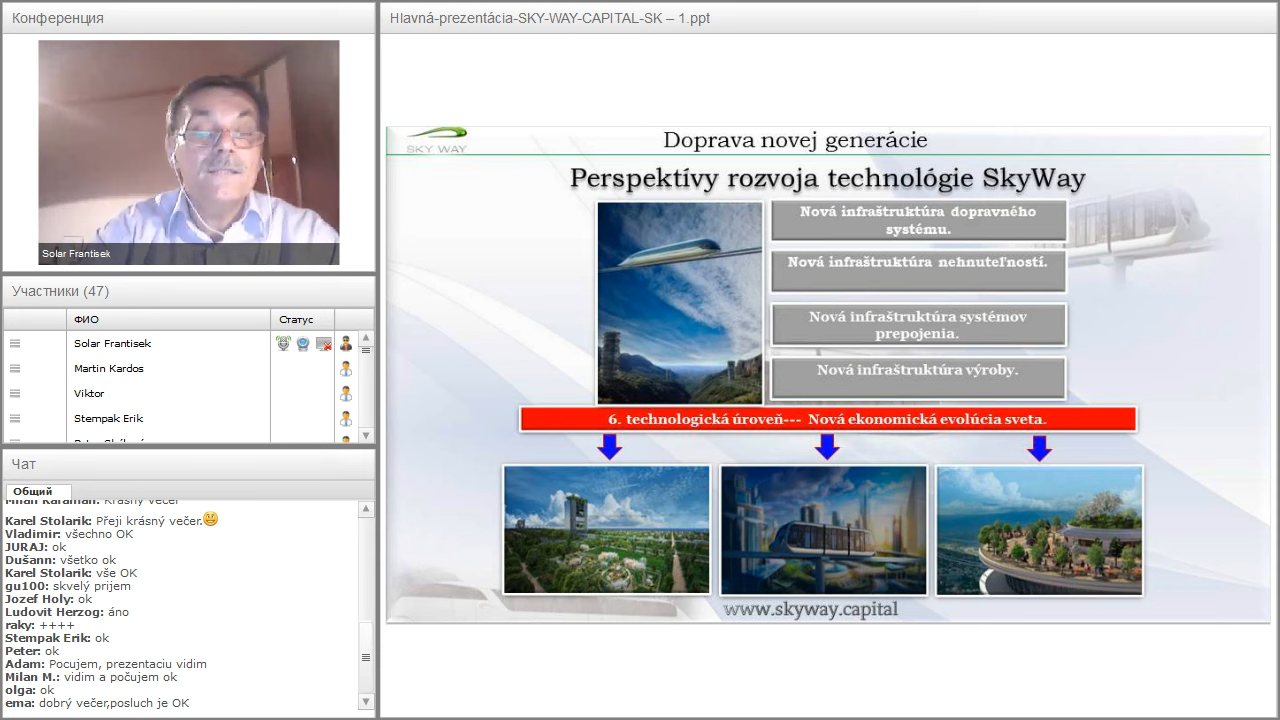 Конференция
Solar Frantisek
Участники (47)
ФИО
Статус
Solar Frantisek
Martin Kardos
Viktor
Stempak Erik
Чат
Общий
Milan Karaman: Krasny vecer
Karel Stolarik: Přeji krásný večer.
Vladimir: všechno OK
JURAJ: ok
Dušann: všetko ok
Karel Stolarik: vše OK
gu100: skvelý prijem
Jozef Holy: ok
Ludovit Herzog: áno
raky: ++++
Stempak Erik: ok
Peter: ok
Adam: Pocujem, prezentaciu vidim
Milan M.: vidim a počujem ok
olga: ok
ema: dobrý večer,posluch je OK
Hlavná-prezentácia-SKY-WAY-CAPITAL-SK – 1.ppt
SKY WAY
Doprava novej generácie
Perspektívy rozvoja technológie SkyWay
Nová infraštruktúra dopravného
systému.
Nová infraštruktúra nehnuteľností.
Nová infraštruktúra systémov
prepojenia.
Nová infraštruktúra výroby.
6. technologická úroveň--- Nová ekonomická evolúcia sveta.
www.skyway.capital